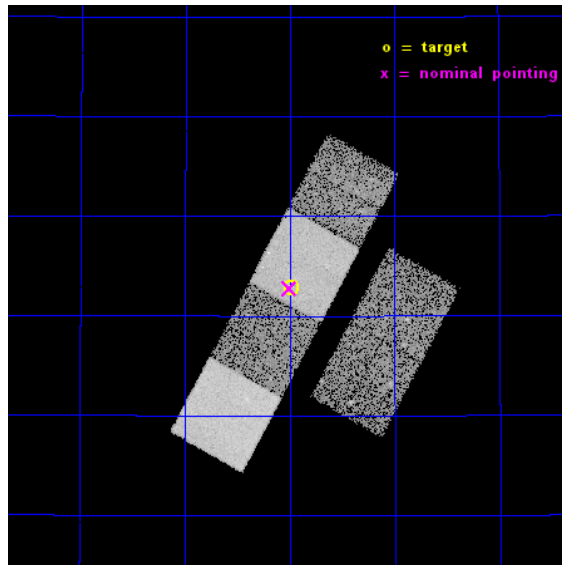 o = target
x = nominal pointing